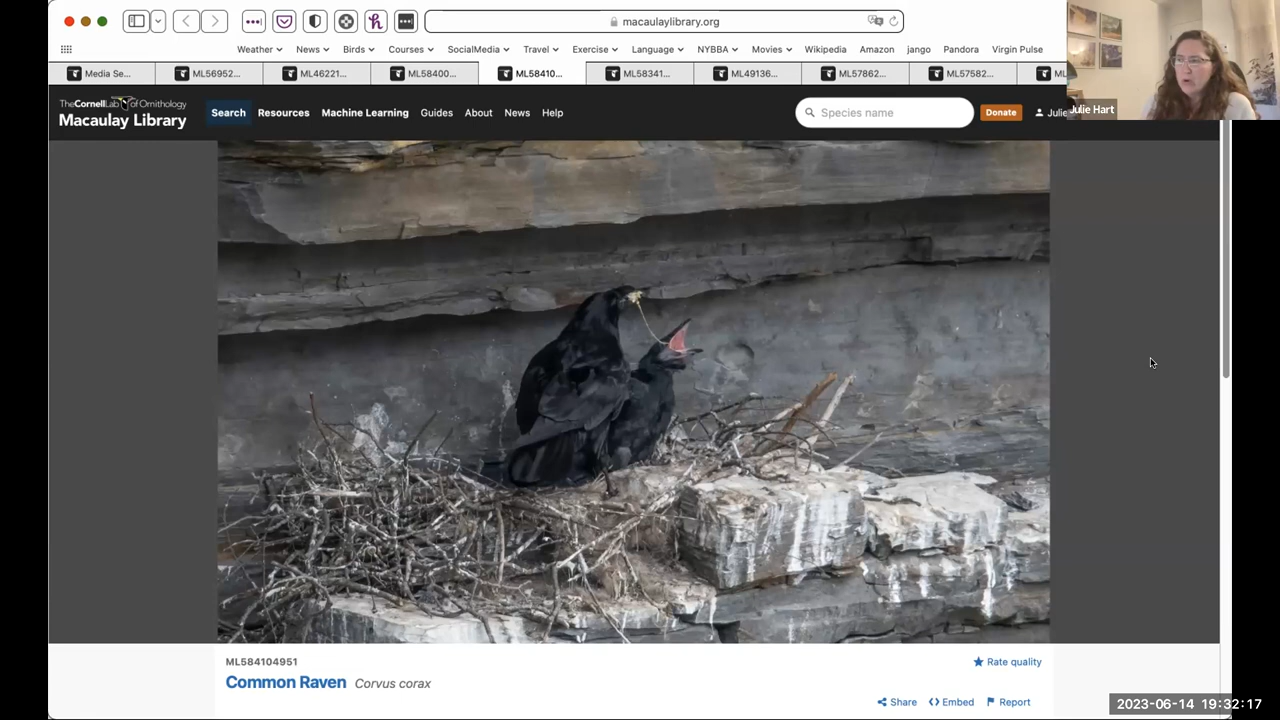 macaulaylibrary.org
Weather News Birds Courses SocialMedia Travel Exercise Language NYBBA Movies Wikipedia Amazon jango Pandora Virgin Pulse
Media Se... ML56952... ML46221... ML58400... ML58410... ML58341... ML49136... ML57862... ML57582... ML
TheCornellLab of Ornithology
Macaulay Library
Search Resources Machine Learning Guides About News Help Species name Donate Julie
Julie Hart
ML584104951
Rate quality
Common Raven Corvus corax
Share Embed Report
2023-06-14 19:32:17